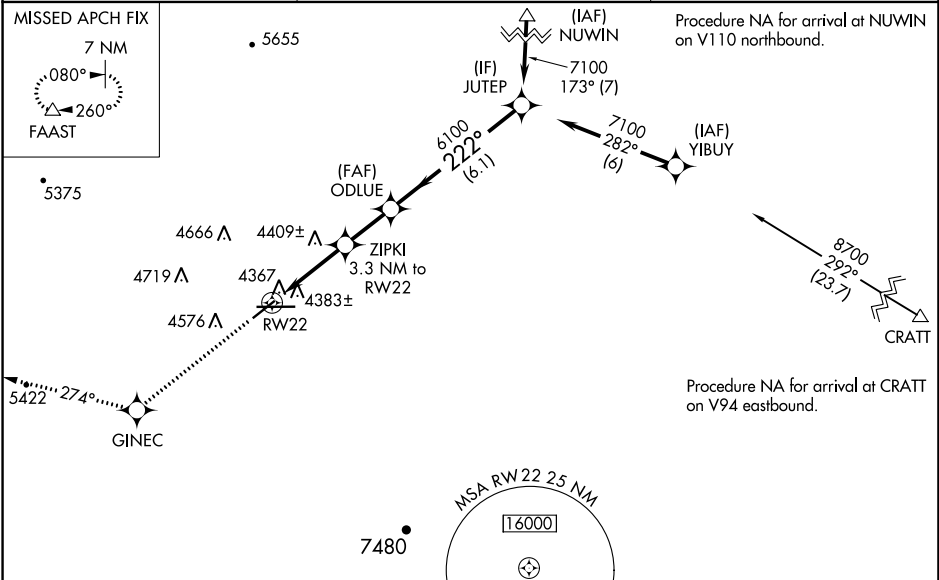 MISSED APCH FIX
7 NM
080°
260°
FAAST
5655
(IAF)
NUWIN
7100
173° (7)
(IF)
JUTEP
Procedure NA for arrival at NUWIN
on V110 northbound.
6100
222°
(6.1)
7100
282°
(6)
(IAF)
YIBUY
(FAF)
ODLUE
5375
4666
4409±
ZIPKI
3.3 NM to
RW22
4719
4367
4383±
4576
RW22
8700
292°
(23.7)
CRATT
5422
274°
GINEC
Procedure NA for arrival at CRATT
on V94 eastbound.
MSA RW22 25 NM
16000
7480